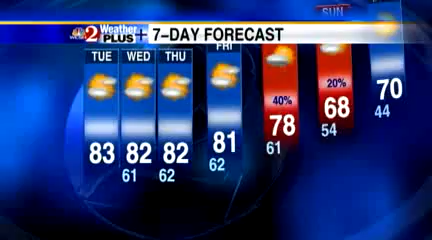 NBC 2 Weather PLUS + 7-DAY FORECAST
TUE WED THU FRI SUN
40% 20%
83 82 82 81 78 68 70
61 62 62 61 54 44